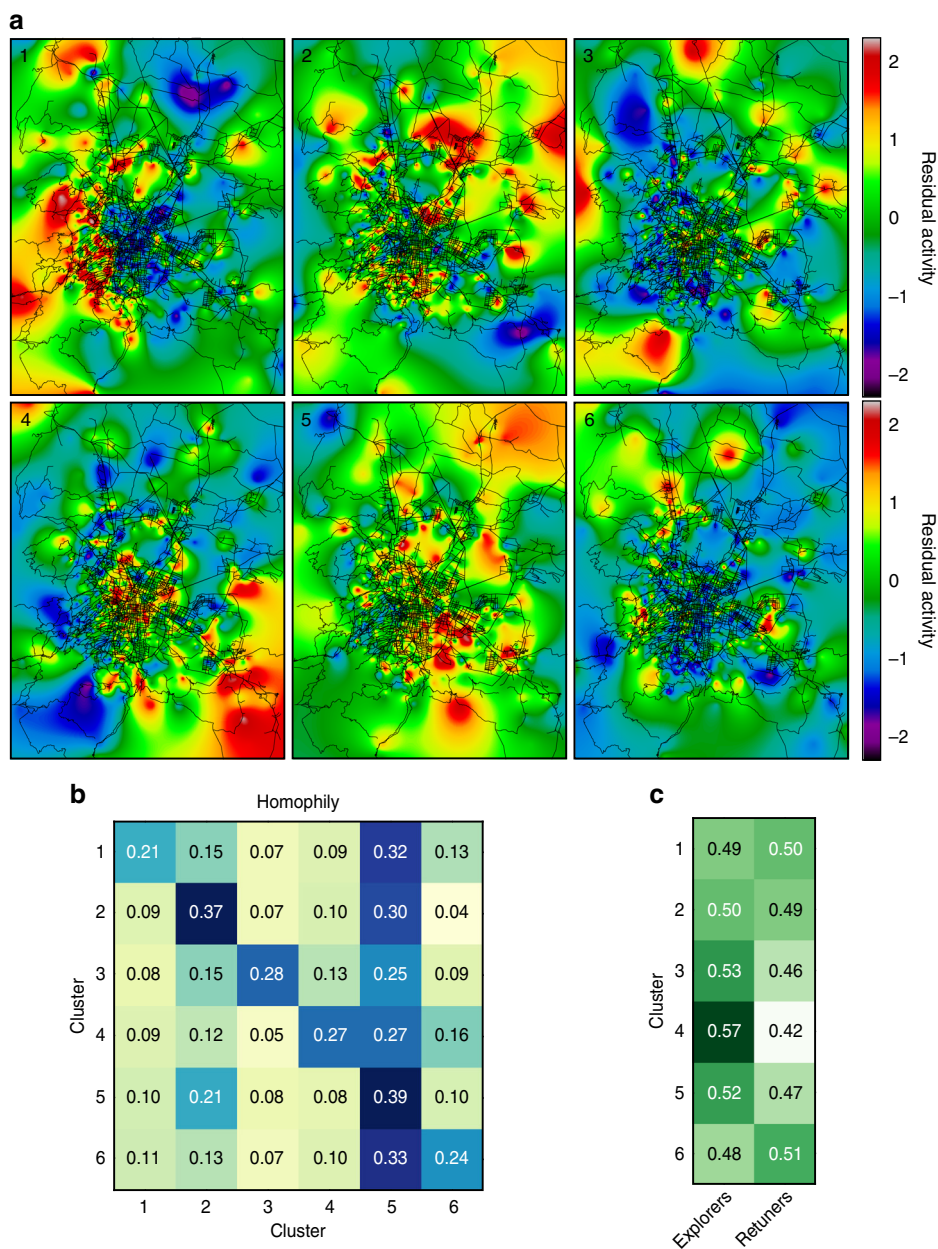 a
1
2
3
2
1
0
−1
−2
Residual activity
4
5
6
2
1
0
−1
−2
Residual activity
b
Homophily
Cluster
1 0.21 0.15 0.07 0.09 0.32 0.13
2 0.09 0.37 0.07 0.10 0.30 0.04
3 0.08 0.15 0.28 0.13 0.25 0.09
4 0.09 0.12 0.05 0.27 0.27 0.16
5 0.10 0.21 0.08 0.08 0.39 0.10
6 0.11 0.13 0.07 0.10 0.33 0.24
1 2 3 4 5 6
Cluster
c
Cluster
1 0.49 0.50
2 0.50 0.49
3 0.53 0.46
4 0.57 0.42
5 0.52 0.47
6 0.48 0.51
Explorers Retuners